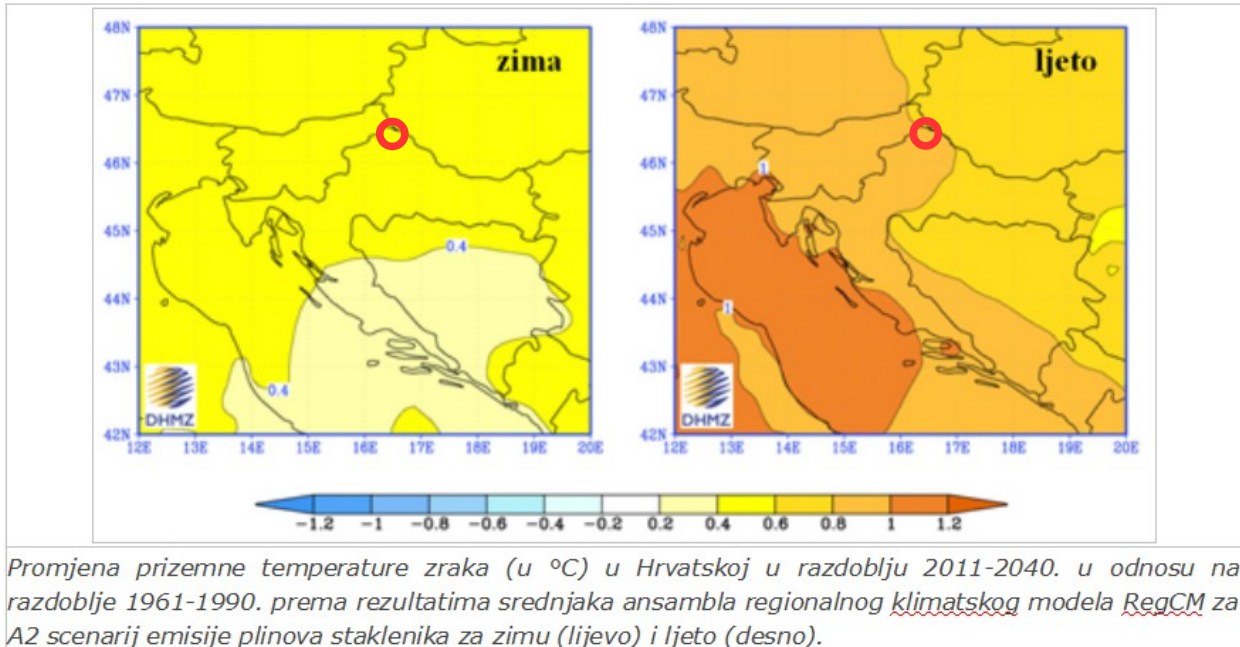 zima
ljeto
48N
47N
46N
45N
44N
43N
42N
12E 13E 14E 15E 16E 17E 18E 19E 20E
0.4
0.4
DHMZ
48N
47N
46N
45N
44N
43N
42N
12E 13E 14E 15E 16E 17E 18E 19E 20E
1
1
1
DHMZ
-1.2 -1 -0.8 -0.6 -0.4 -0.2 0.2 0.4 0.6 0.8 1 1.2
Promjena prizemne temperature zraka (u °C) u Hrvatskoj u razdoblju 2011-2040. u odnosu na
razdoblje 1961-1990. prema rezultatima srednjaka ansambla regionalnog klimatskog modela RegCM za
A2 scenarij emisije plinova staklenika za zimu (lijevo) i ljeto (desno).